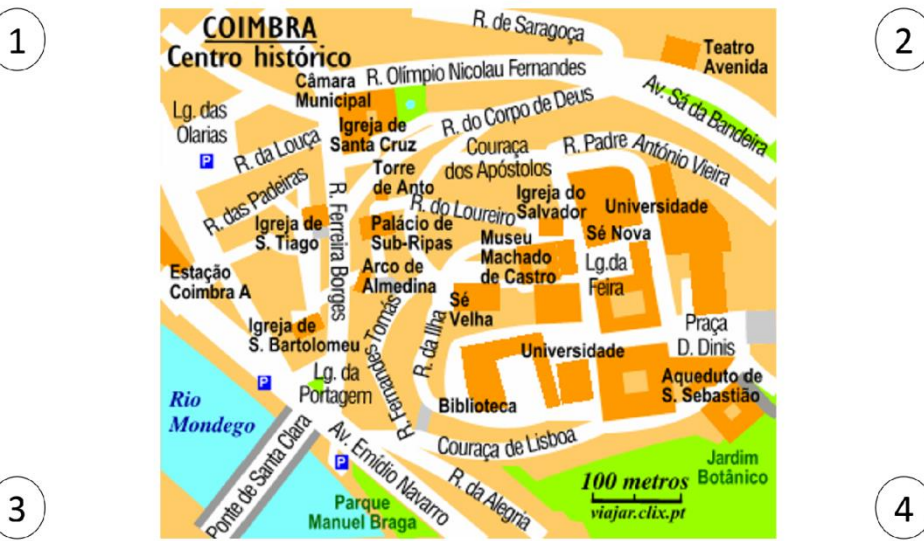 1
2
COIMBRA
Centro histórico
R. de Saragoça
Teatro
Avenida
Câmara
Municipal
R. Olímpio Nicolau Fernandes
Av. Sá da Bandeira
Lg. das
Olarias
P
Igreja de
Santa Cruz
R. do Corpo de Deus
R. da Louça
Couraça
dos Apóstolos
R. Padre António Vieira
Torre
de Anto
R. das Padeiras
R. Ferreira Borges
R. do Loureiro
Igreja do
Salvador
Universidade
Igreja de
S. Tiago
Palácio de
Sub-Ripas
Museu
Machado
de Castro
Sé Nova
Lg.da
Feira
Estação
Coimbra A
Arco de
Almedina
Sé
Velha
R. Fernandes Tomás
R. da Ilha
Igreja de
S. Bartolomeu
Praça
D. Dinis
Universidade
P
Lg. da
Portagem
Aqueduto de
S. Sebastião
Rio
Mondego
Biblioteca
Ponte de Santa Clara
Av. Emídio Navarro
P
Couraça de Lisboa
R. da Alegria
Jardim
Botânico
100 metros
viajar.clix.pt
Parque
Manuel Braga
3
4